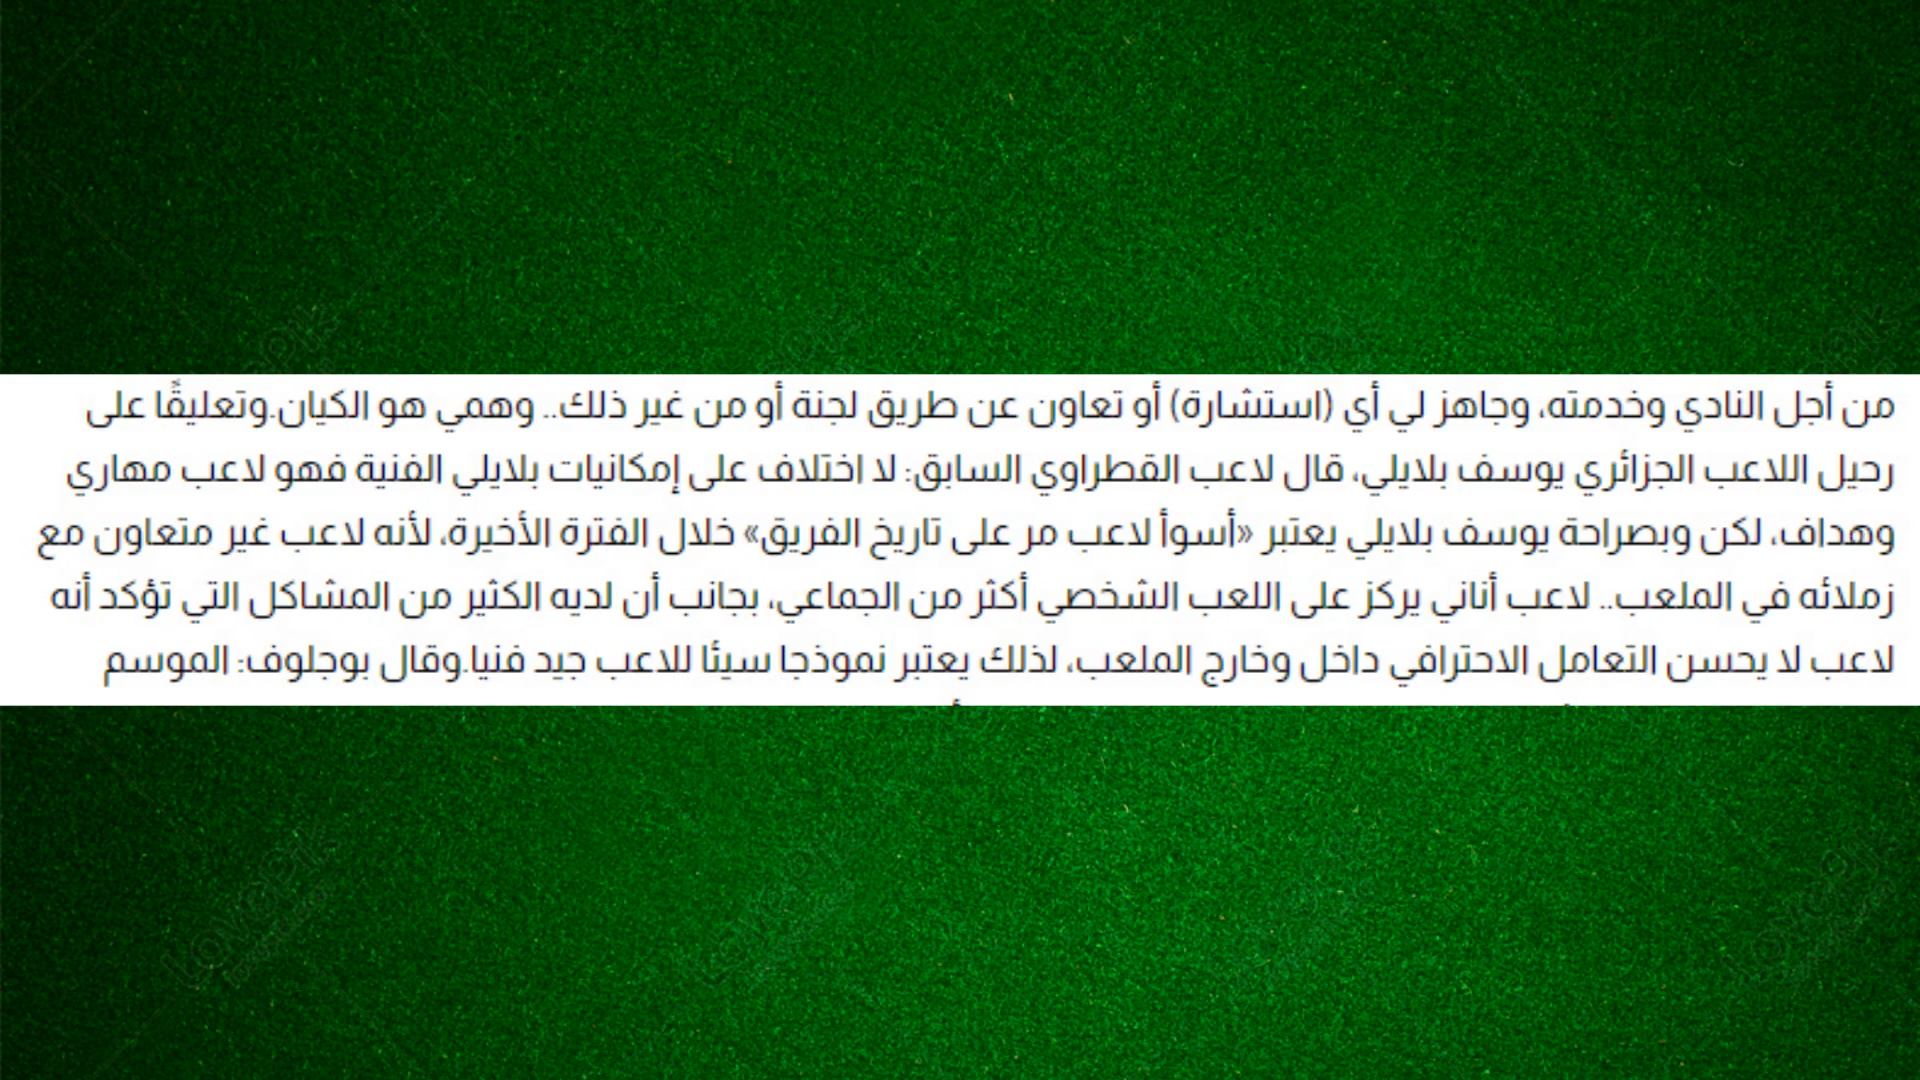 من أجل النادي وخدمته، وجاهز لي أي (استشارة) أو تعاون عن طريق لجنة أو من غير ذلك.. وهمي هو الكيان.وتعليقًا على
رحيل اللاعب الجزائري يوسف بلايلي، قال لاعب القطراوي السابق: لا اختلاف على إمكانيات بلايلي الفنية فهو لاعب مهاري
وهداف، لكن وبصراحة يوسف بلايلي يعتبر «أسوأ لاعب مر على تاريخ الفريق» خلال الفترة الأخيرة، لأنه لاعب غير متعاون مع
زملائه في الملعب.. لاعب أناني يركز على اللعب الشخصي أكثر من الجماعي، بجانب أن لديه الكثير من المشاكل التي تؤكد أنه
لاعب لا يحسن التعامل الاحترافي داخل وخارج الملعب، لذلك يعتبر نموذجا سيئا للاعب جيد فنيا.وقال بوجلوف: الموسم